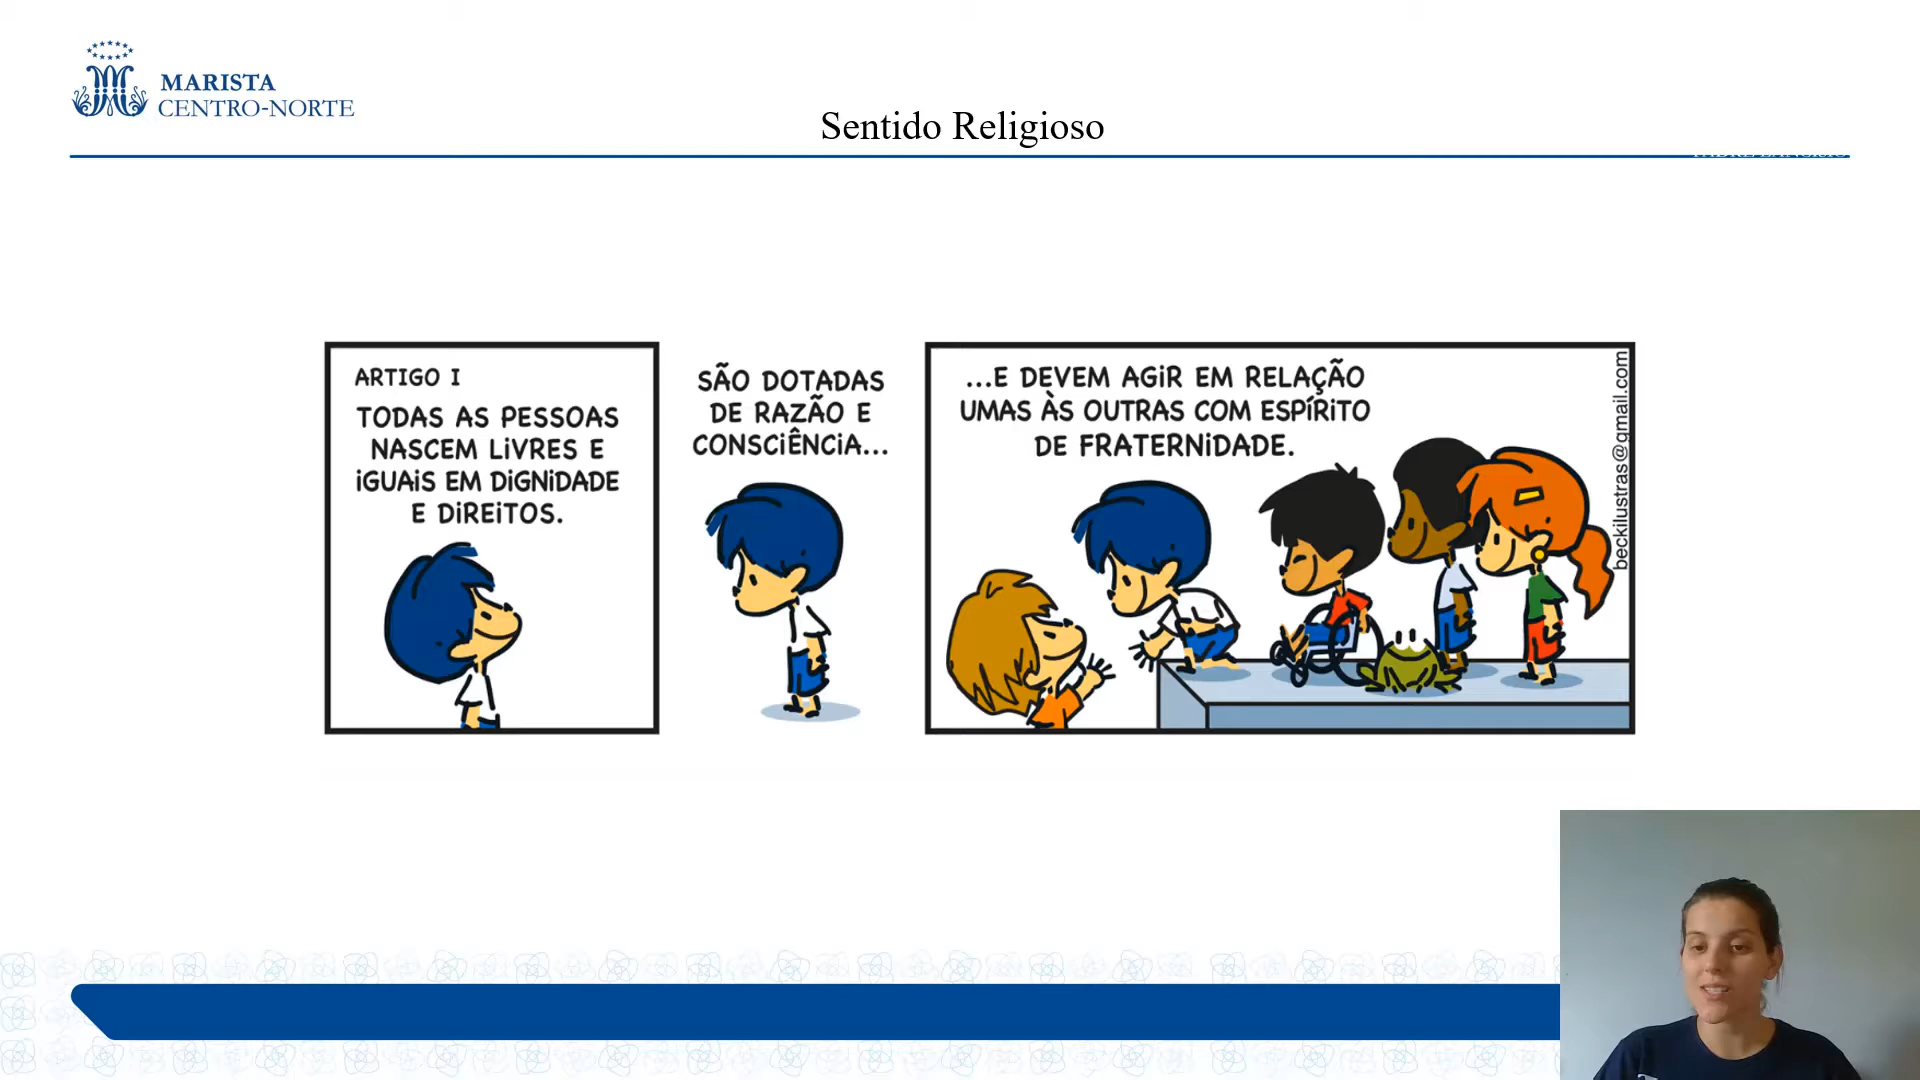 MARISTA
CENTRO-NORTE
Sentido Religioso
ARTIGO I
TODAS AS PESSOAS
NASCEM LiVRES E
iGUAiS EM DiGNiDADE
E DiREiTOS.
SÃO DOTADAS
DE RAZÃO E
CONSCiÊNCiA...
...E DEVEM AGiR EM RELAÇÃO
UMAS ÀS OUTRAS COM ESPÍRiTO
DE FRATERNiDADE.
beckilustras@gmail.com